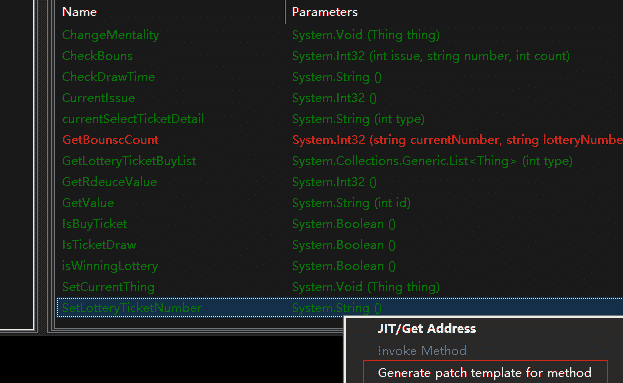 Name Parameters
ChangeMentality System.Void (Thing thing)
CheckBouns System.Int32 (int issue, string number, int count)
CheckDrawTime System.String ()
CurrentIssue System.Int32 ()
currentSelectTicketDetail System.String (int type)
GetBounscCount System.Int32 (string currentNumber, string lotteryNumbe
GetLotteryTicketBuyList System.Collections.Generic.List<Thing> (int type)
GetRdeuceValue System.Int32 ()
GetValue System.String (int id)
IsBuyTicket System.Boolean ()
IsTicketDraw System.Boolean ()
isWinningLottery System.Boolean ()
SetCurrentThing System.Void (Thing thing)
SetLotteryTicketNumber System.String ()
JIT/Get Address
Invoke Method
Generate patch template for method